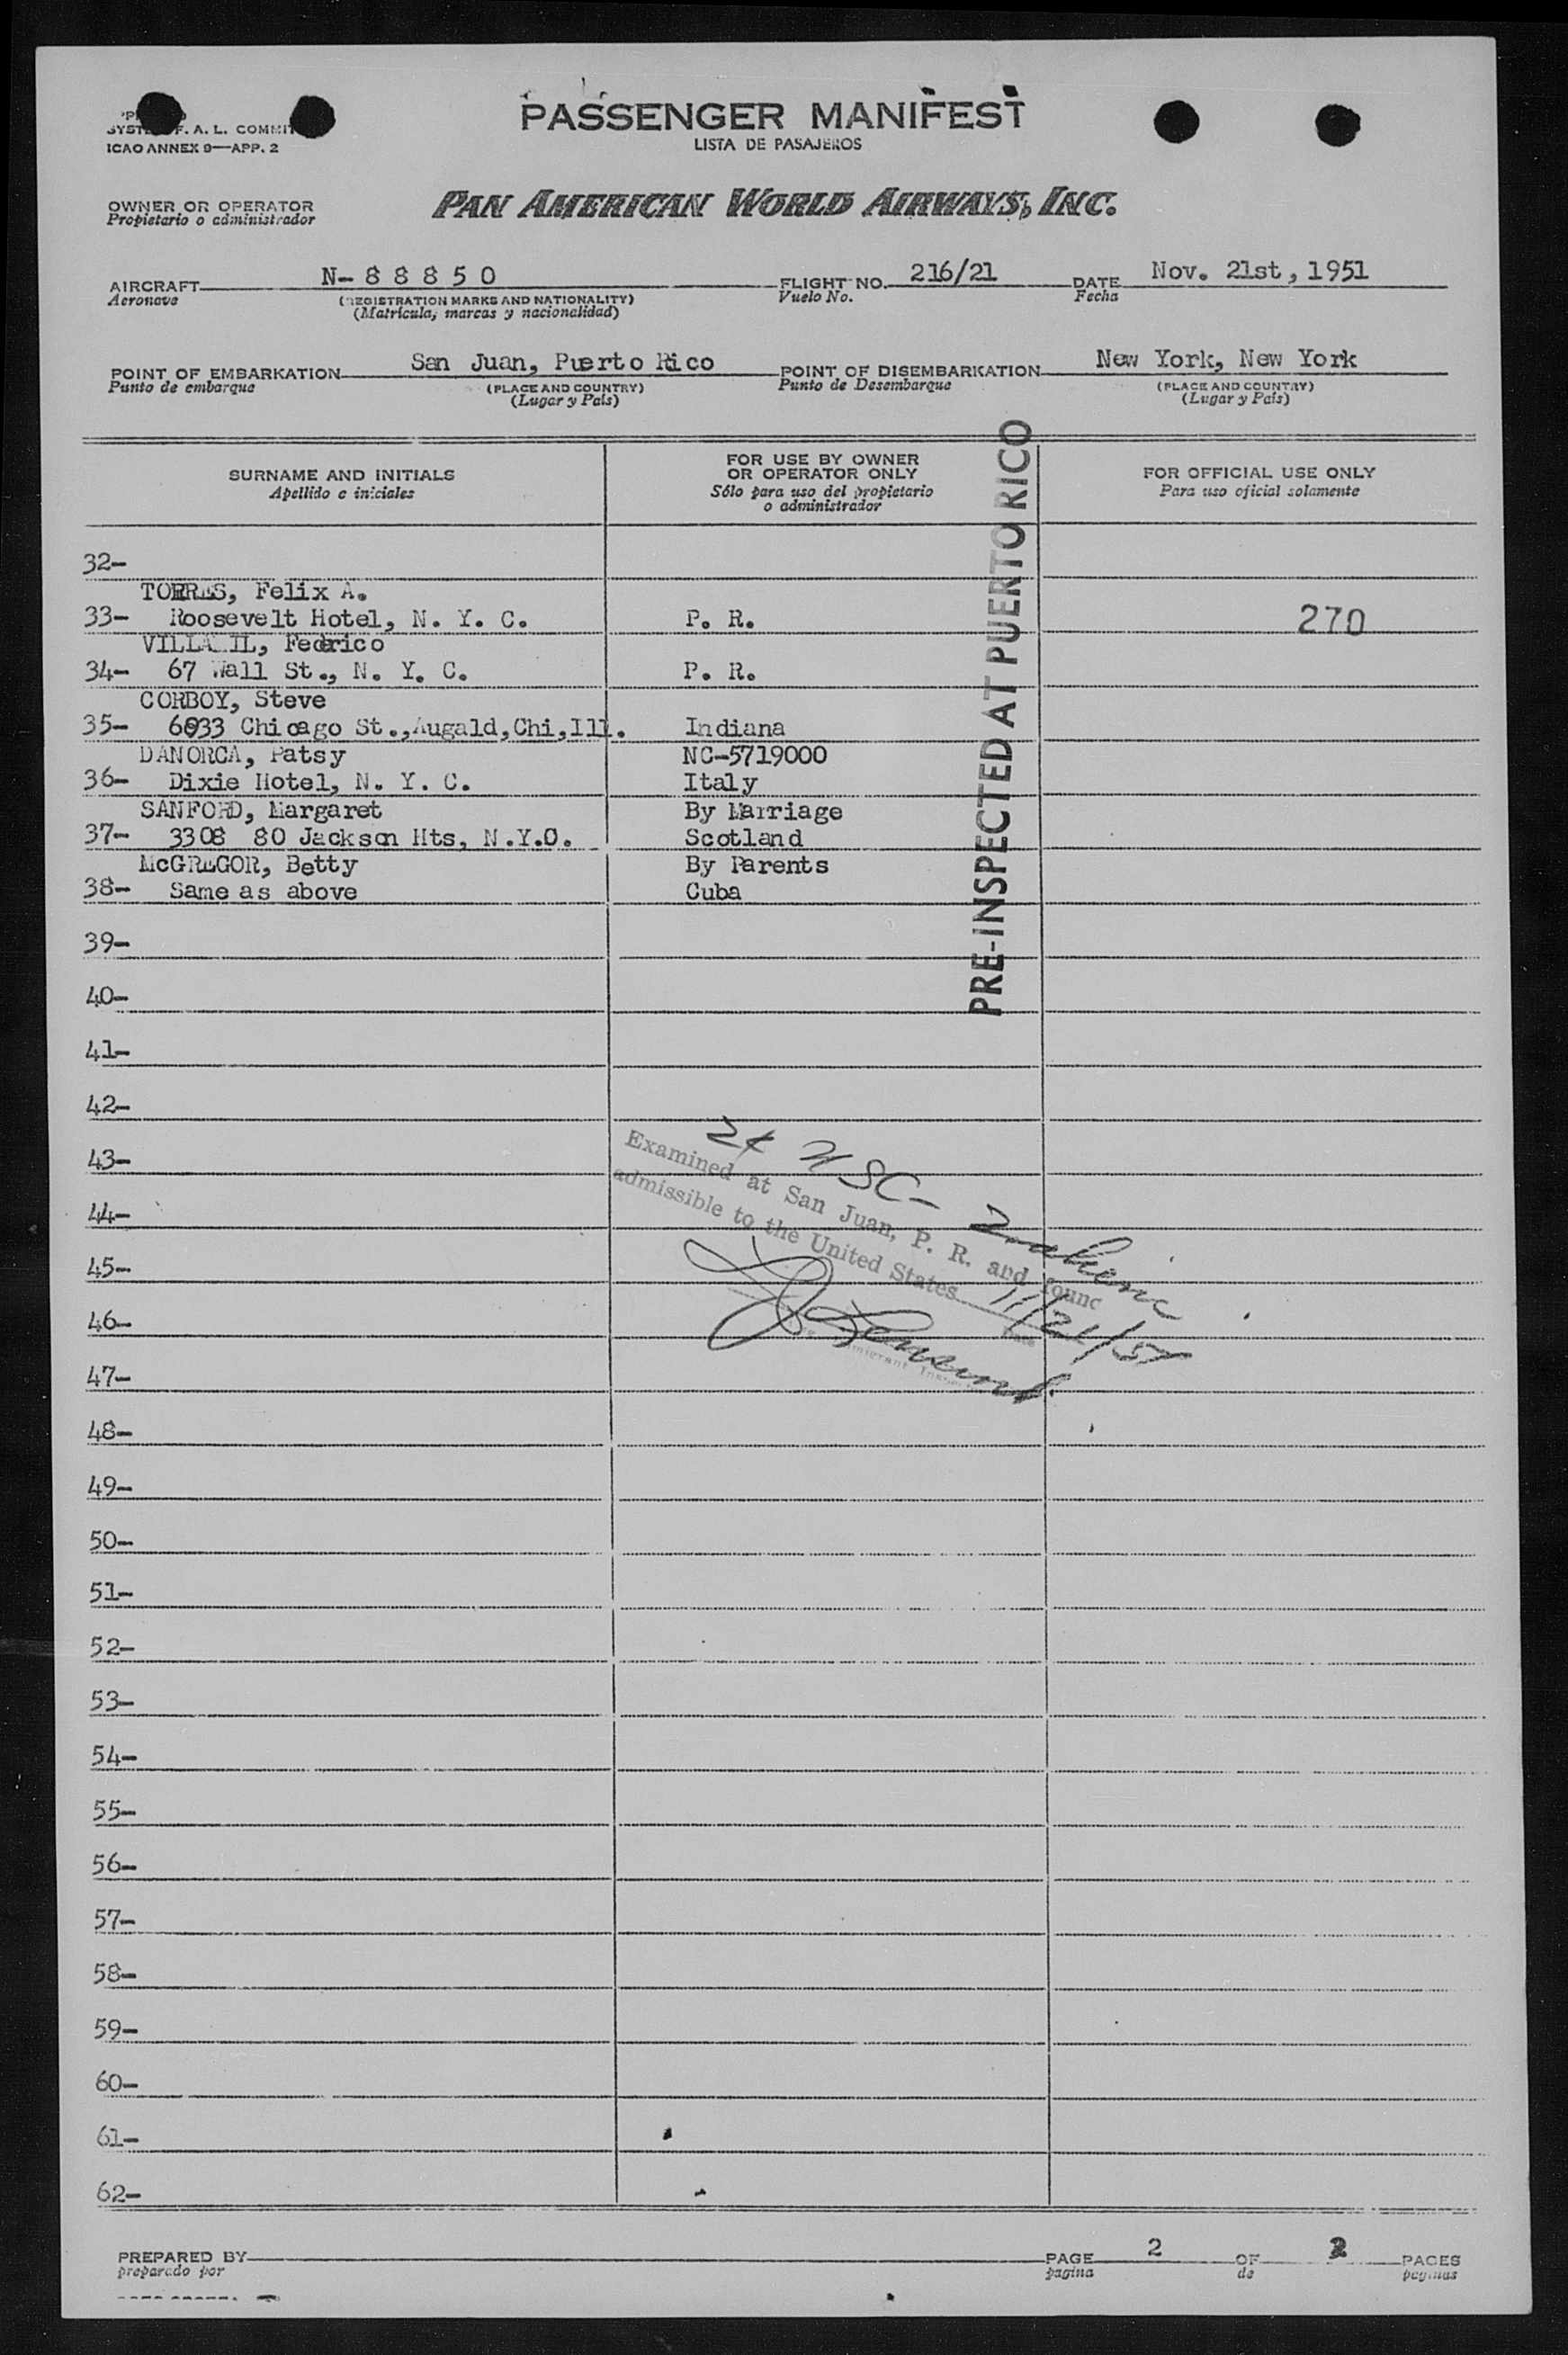 PASSENGER MANIFEST
LISTA DE PASAJEROS
F. A. L.
ICAO ANNEX 9—APP. 2
OWNER OR OPERATOR
Propietario o administrador
PAN AMERICAN WORLD AIRWAYS, INC.
AIRCRAFT N-88850 FLIGHT NO. 216/21 DATE Nov. 21st, 1951
Aeronave (REGISTRATION MARKS AND NATIONALITY) Vuelo No. Fecha
(Matrícula, marcas y nacionalidad)
POINT OF EMBARKATION San Juan, Puerto Rico POINT OF DISEMBARKATION New York, New York
Punto de embarque (PLACE AND COUNTRY) Punto de Desembarque (PLACE AND COUNTRY)
(Lugar y País) (Lugar y País)
SURNAME AND INITIALS
Apellido e iniciales
FOR USE BY OWNER
OR OPERATOR ONLY
Sólo para uso del propietario
o administrador
FOR OFFICIAL USE ONLY
Para uso oficial solamente
PRE-INSPECTED AT PUERTO RICO
32-
TORRES, Felix A.
33- Roosevelt Hotel, N. Y. C. P. R. 270
Federico
34- 67 Wall St., N. Y. C. P. R.
CORBOY, Steve
35- 6933 Chicago St.,Augald,Chi,Ill. Indiana
DANORCA, Patsy NC-5719000
36- Dixie Hotel, N. Y. C. Italy
SANFORD, Margaret By Marriage
37- 3308 80 Jackson Hts, N.Y.C. Scotland
McGREGOR, Betty By Parents
38- Same as above Cuba
39-
40-
41-
42-
43-
44-
45-
46-
47-
48-
49-
50-
51-
52-
53-
54-
55-
56-
57-
58-
59-
60-
61-
62-
24 USC-
Examined at San Juan, P. R. and found
admissible to the United States 11/21/51
Date
PREPARED BY PAGE 2 OF 2 PAGES
preparado por pagina de paginas